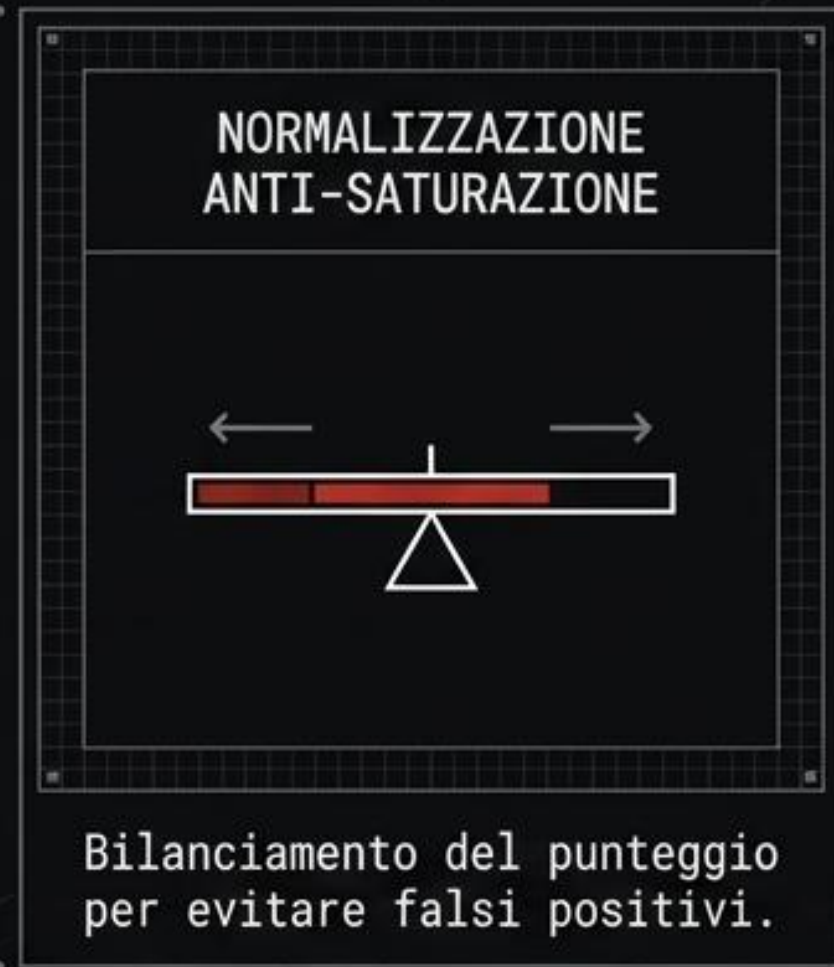 NORMALIZZAZIONE
ANTI-SATURAZIONE
Bilanciamento del punteggio
per evitare falsi positivi.